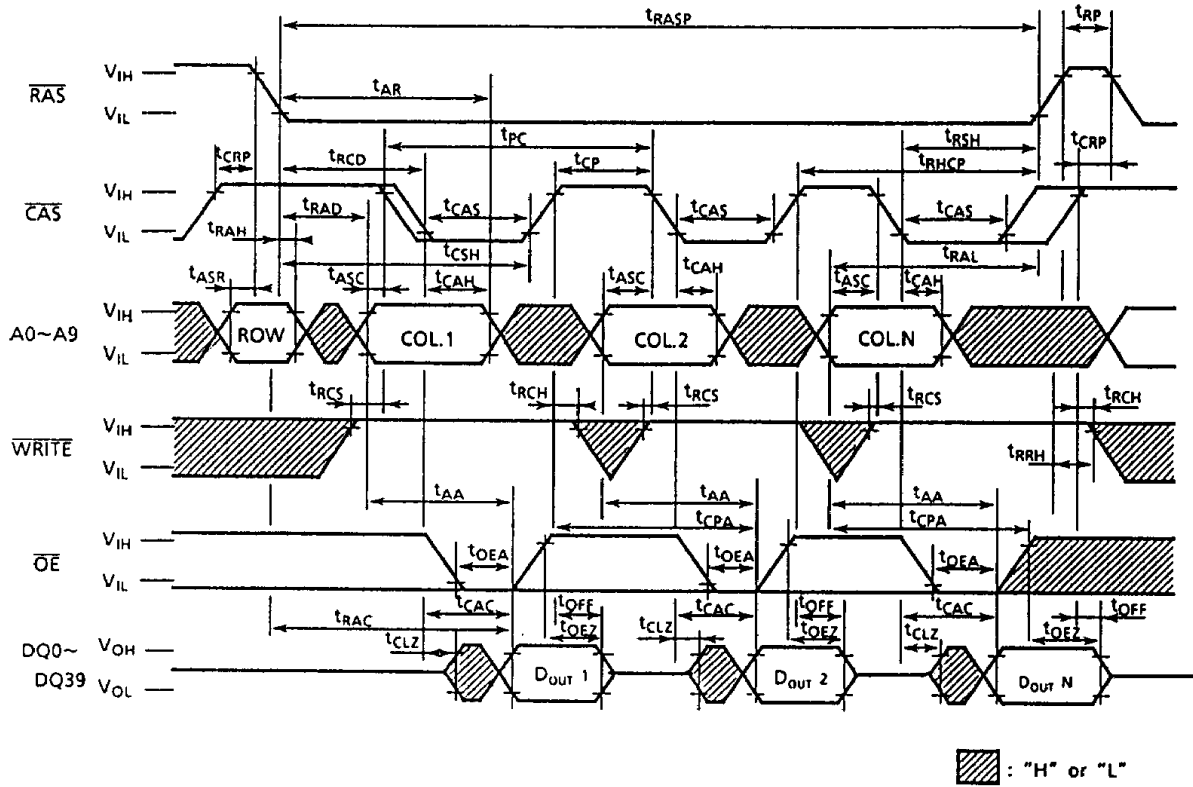 tRASP tRP
RAS VIH
tAR
VIL
tPC tRSH
tCRP tRCD tCP tRHCP tCRP
CAS VIH
tRAD tCAS tCAS tCAS
VIL
tRAH tCSH tRAL
tASR tASC tCAH tASC tCAH tASC tCAH
A0~A9 VIH
ROW COL.1 COL.2 COL.N
VIL
tRCS tRCH tRCS tRCS tRCH
WRITE VIH
VIL
tRRH
tAA tAA tAA
tCPA tCPA
OE VIH
tOEA tOEA tOEA
VIL
tCAC tOFF tCAC tOFF tCAC tOFF
tRAC tOEZ tOEZ tOEZ
tCLZ tCLZ tCLZ
DQ0~ VOH
DQ39 DOUT 1 DOUT 2 DOUT N
VOL
: "H" or "L"